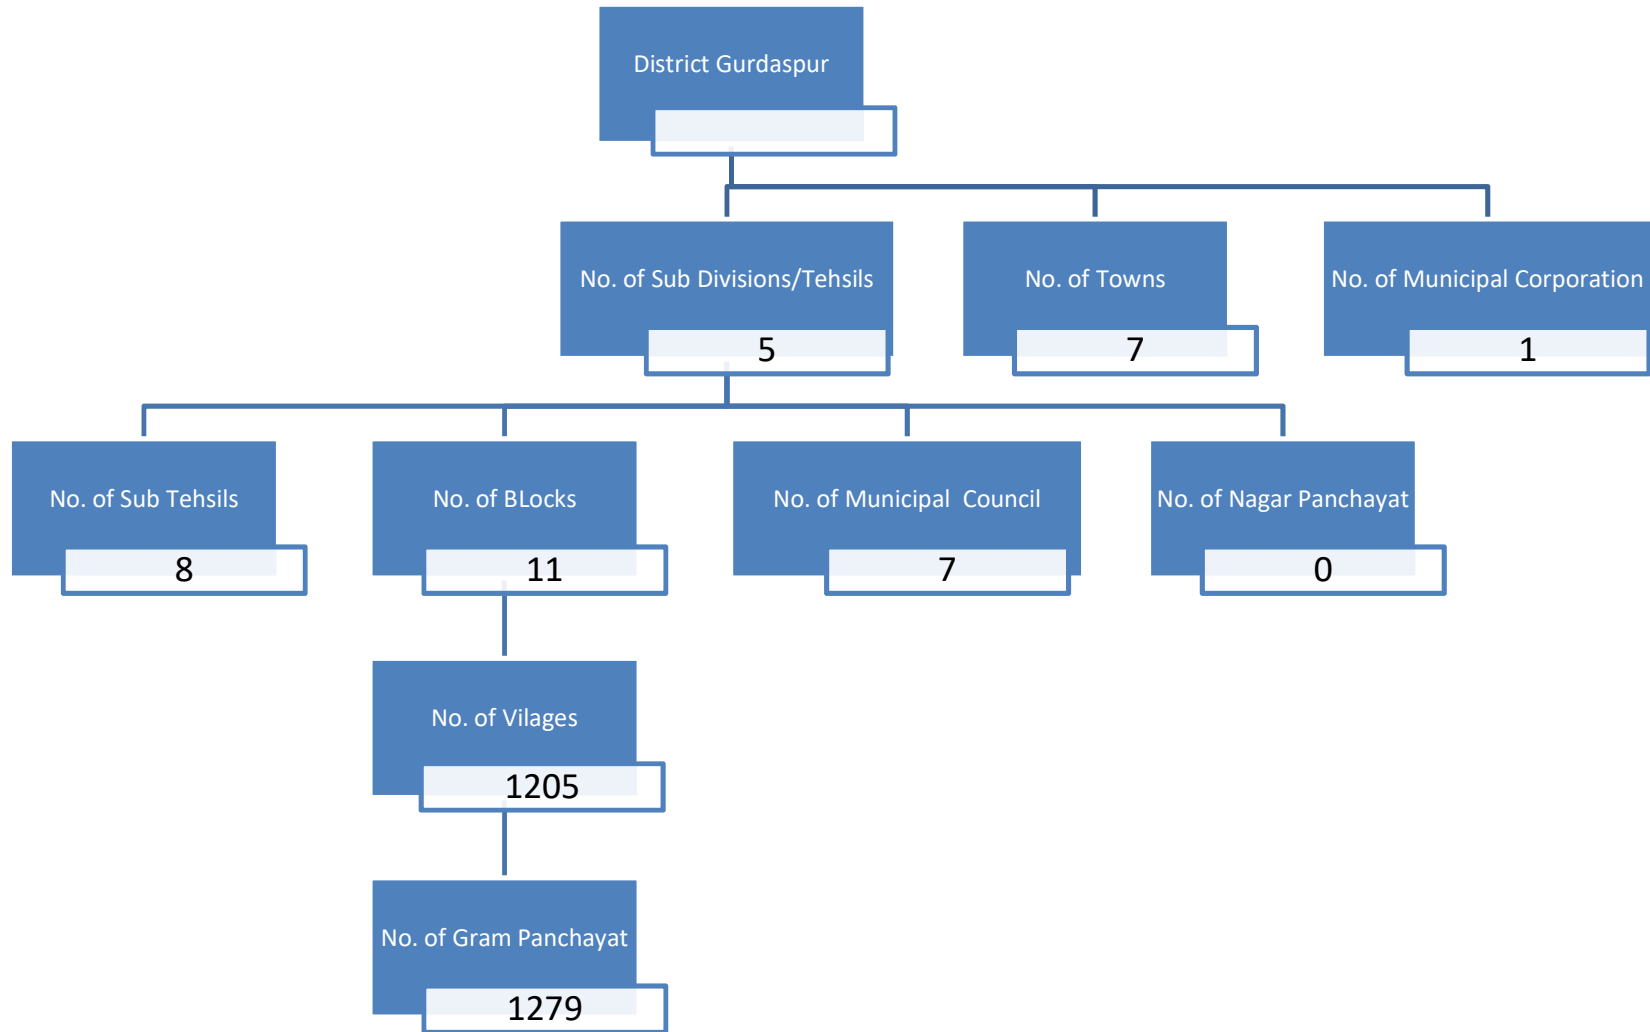 District Gurdaspur
No. of Sub Divisions/Tehsils
5
No. of Towns
7
No. of Municipal Corporation
1
No. of Sub Tehsils
8
No. of BLocks
11
No. of Municipal  Council
7
No. of Nagar Panchayat
0
No. of Vilages
1205
No. of Gram Panchayat
1279